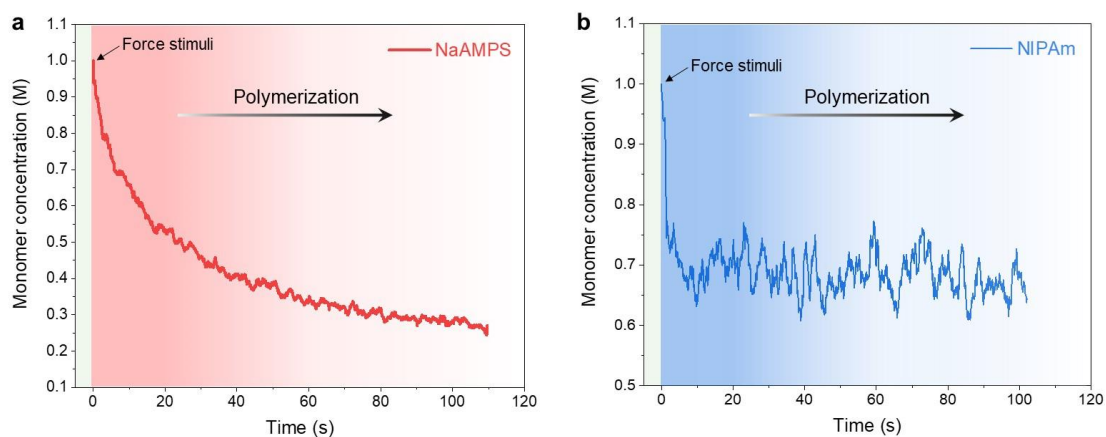 a
1.1
1.0
0.9
0.8
0.7
0.6
0.5
0.4
0.3
0.2
0.1
Monomer concentration (M)
Force stimuli
NaAMPS
Polymerization
0 20 40 60 80 100 120
Time (s)
b
1.1
1.0
0.9
0.8
0.7
0.6
0.5
Monomer concentration (M)
Force stimuli
NIPAm
Polymerization
0 20 40 60 80 100 120
Time (s)